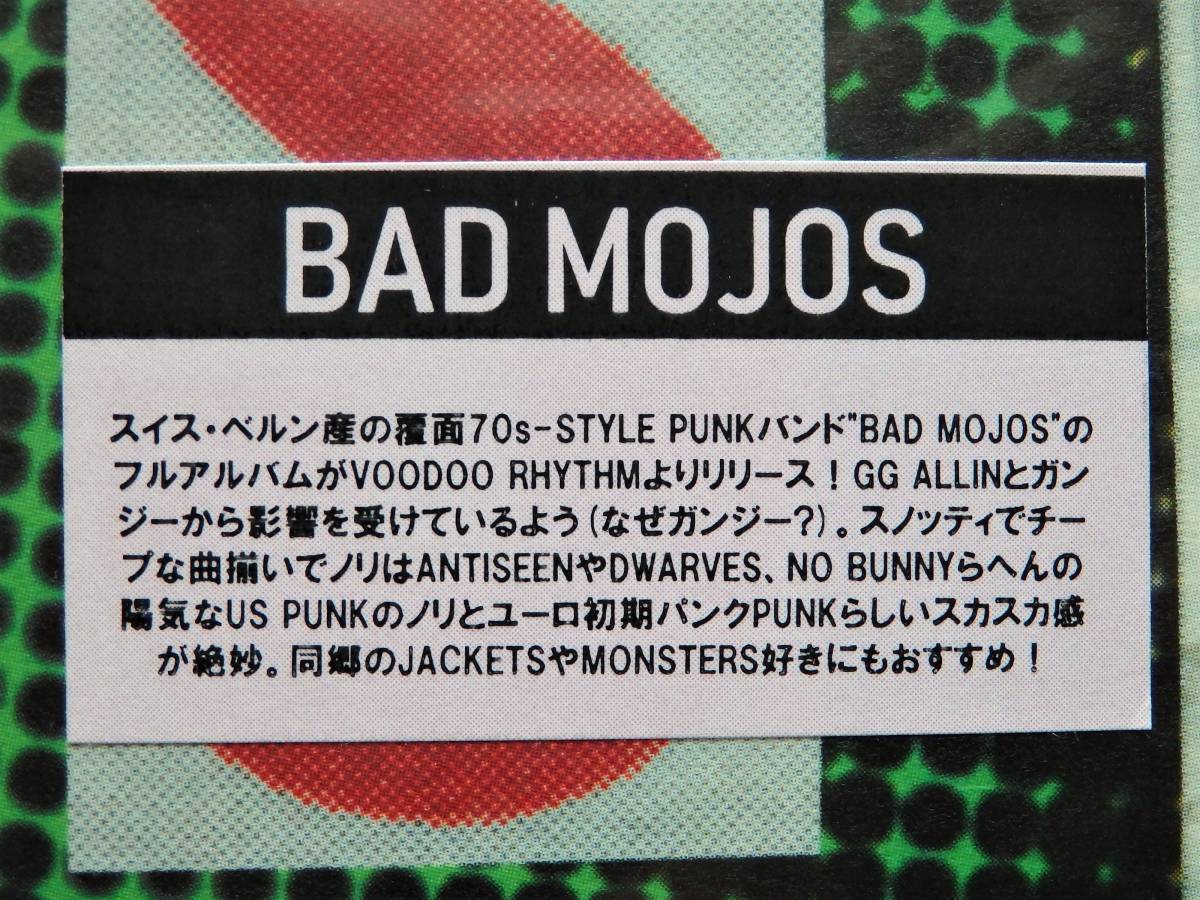 BAD MOJOS
スイス・ベルン産の覆面70s-STYLE PUNKバンド"BAD MOJOS"の
フルアルバムがVOODOO RHYTHMよりリリース！GG ALLINとガン
ジーから影響を受けているよう(なぜガンジー？)。スノッティでチー
プな曲揃いでノリはANTISEENやDWARVES、NO BUNNYらへんの
陽気なUS PUNKのノリとユーロ初期パンクPUNKらしいスカスカ感
が絶妙。同郷のJACKETSやMONSTERS好きにもおすすめ！